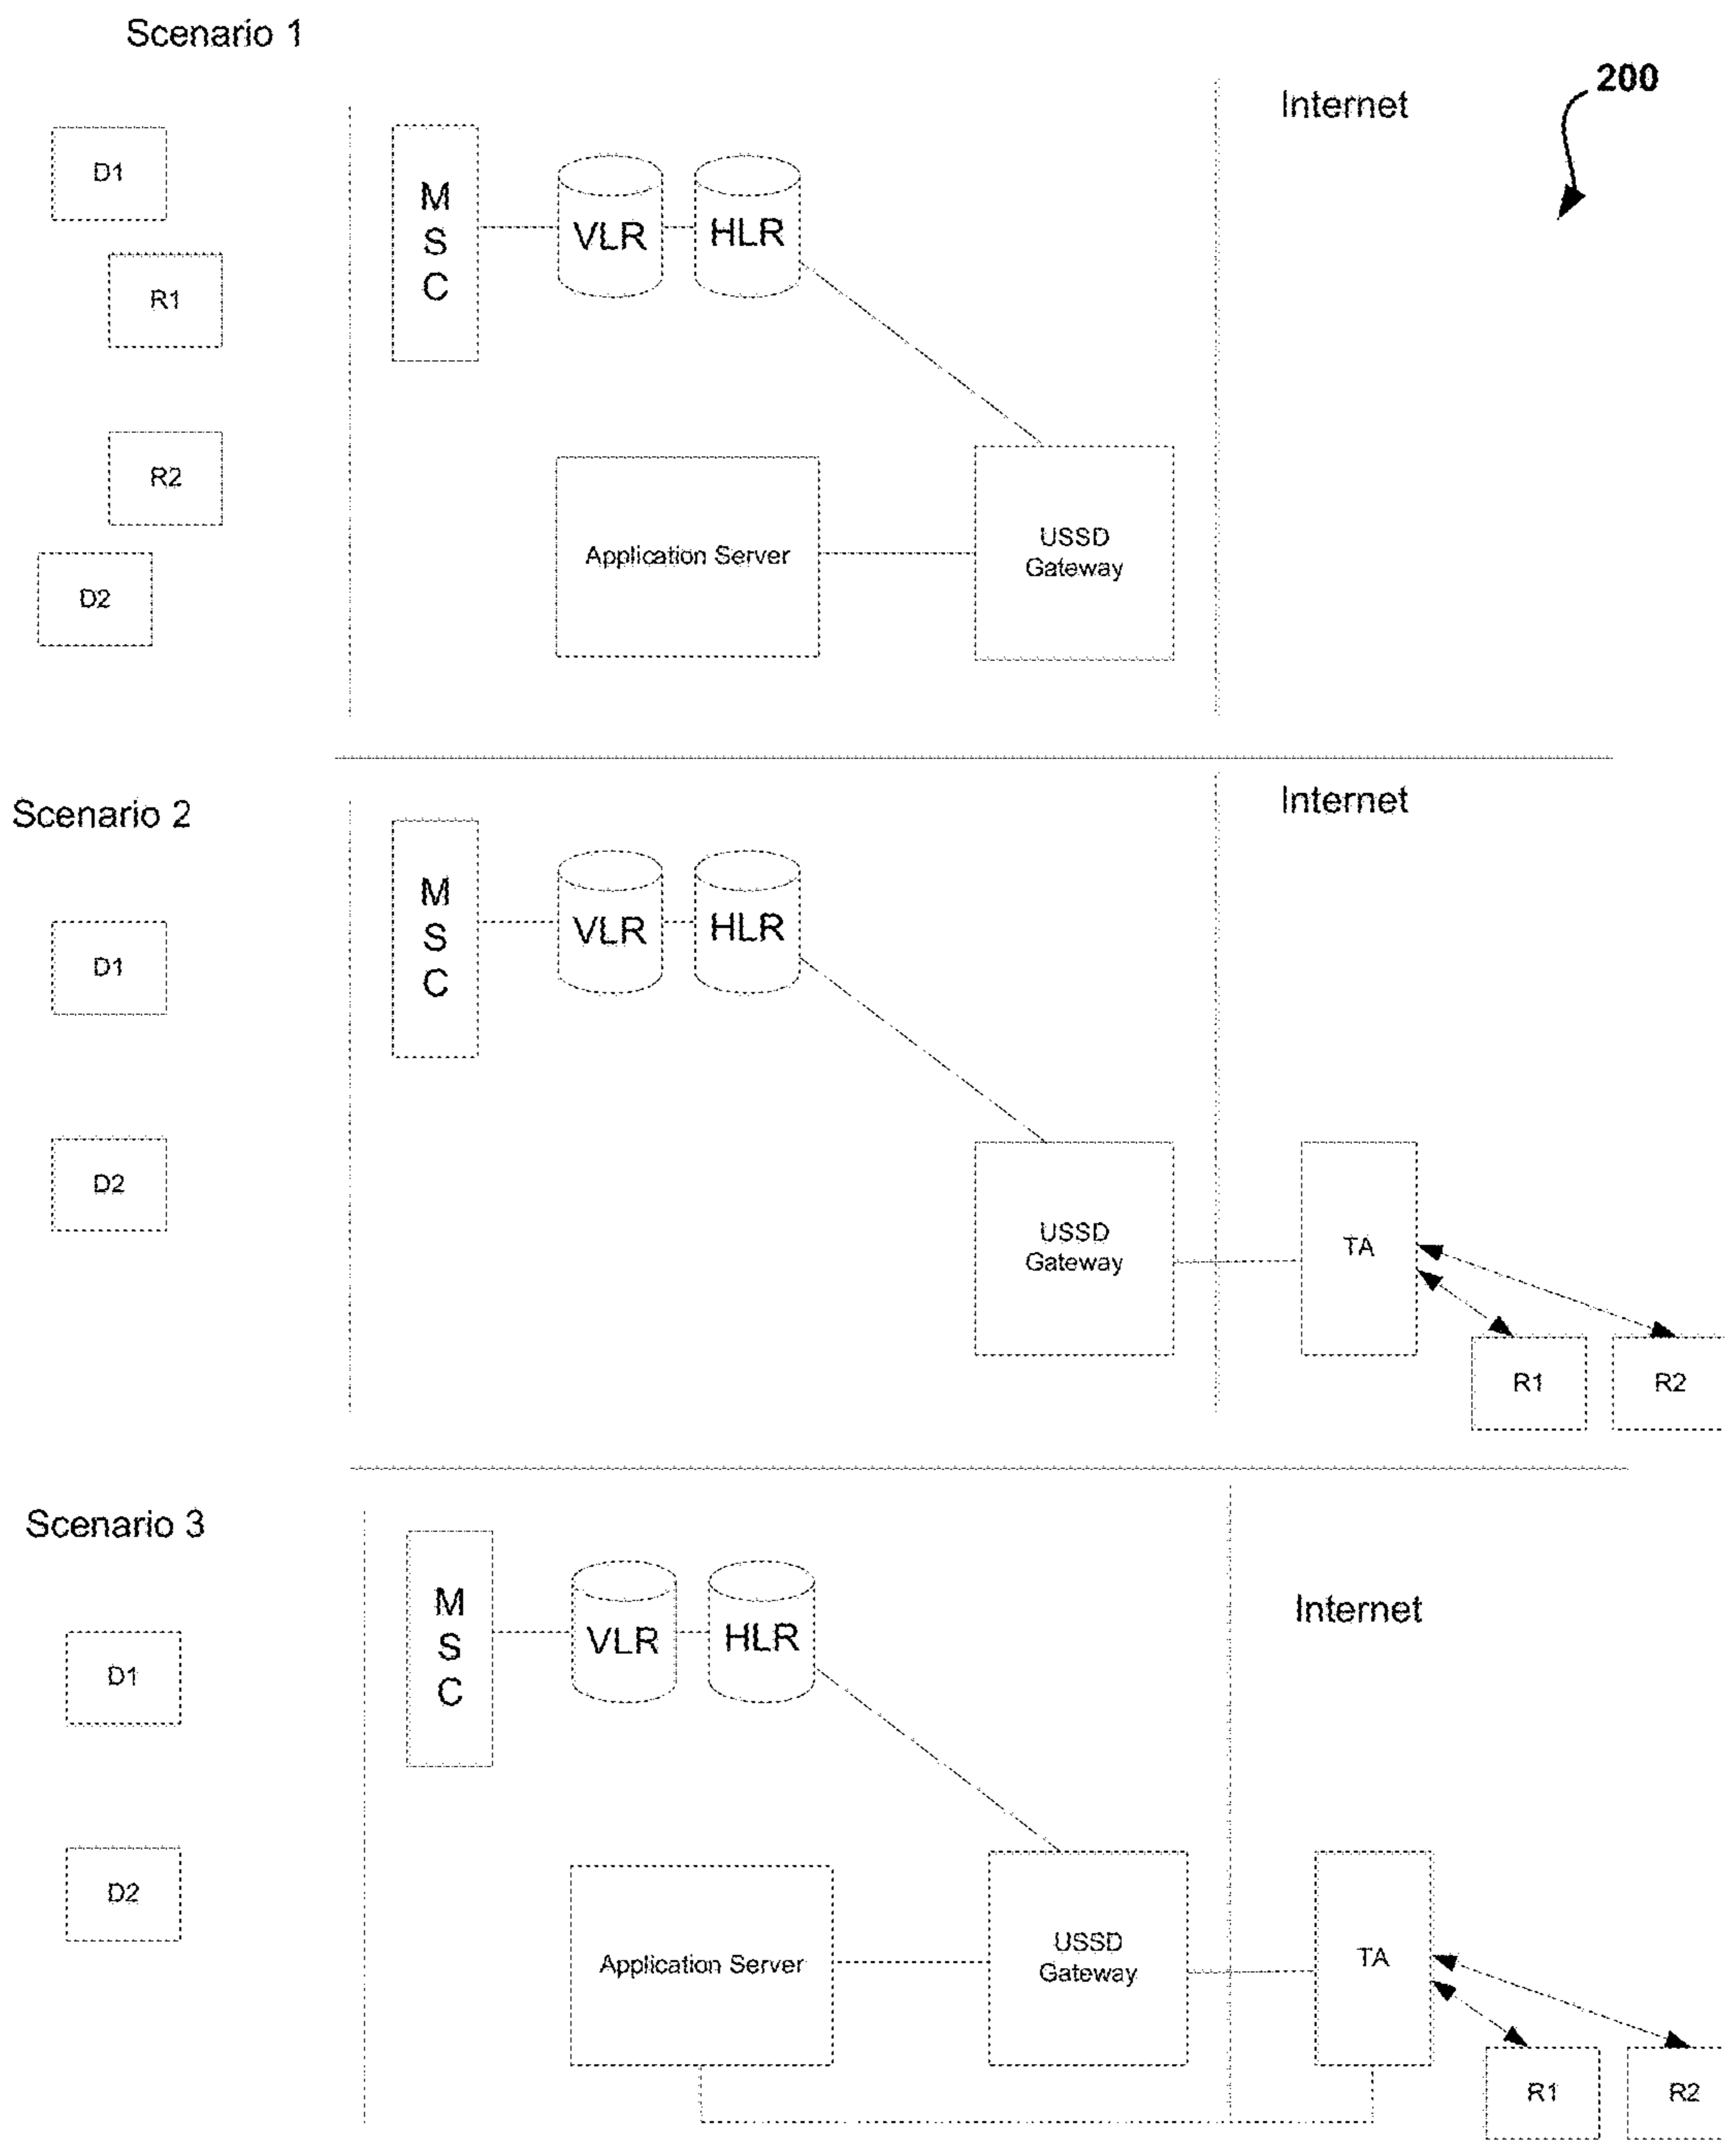 Scenario 1
200
Internet
D1
M
S
C
VLR
HLR
R1
R2
Application Server
USSD
Gateway
D2
Scenario 2
Internet
M
S
C
VLR
HLR
D1
D2
USSD
Gateway
TA
R1
R2
Scenario 3
Internet
M
S
C
VLR
HLR
D1
D2
Application Server
USSD
Gateway
TA
R1
R2